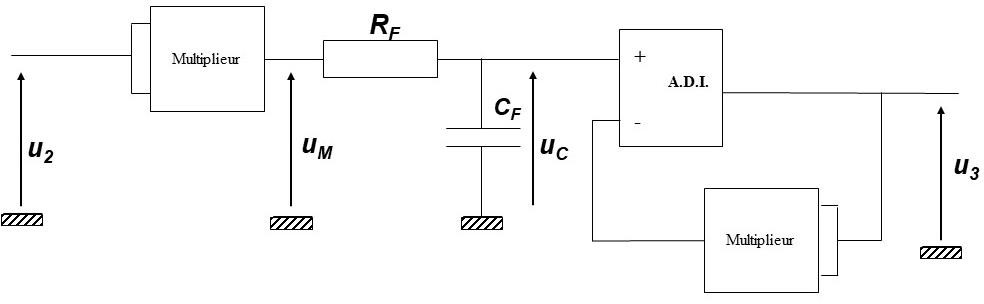 R_F
Multiplieur
+
A.D.I.
C_F
-
u_2
u_M
u_C
u_3
Multiplieur